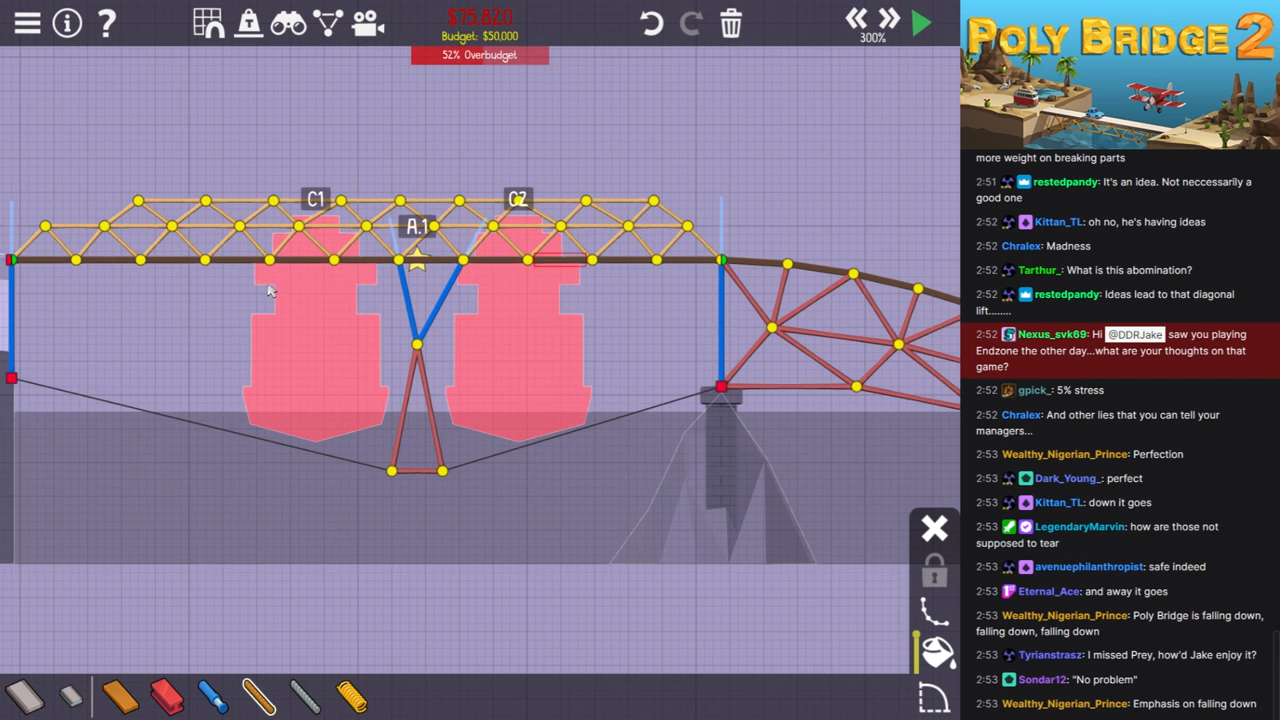 $75,820
Budget: $50,000
52% Overbudget
300%
C1
C2
A.1
POLY BRIDGE 2
more weight on breaking parts
2:51 restedpandy: It's an idea. Not neccessarily a
good one
2:52 Kittan_TL: oh no, he's having ideas
2:52 Chralex: Madness
2:52 Tarthur_: What is this abomination?
2:52 restedpandy: Ideas lead to that diagonal
lift........
2:52 Nexus_svk69: Hi @DDRJake saw you playing
Endzone the other day...what are your thoughts on that
game?
2:52 gpick_: 5% stress
2:52 Chralex: And other lies that you can tell your
managers...
2:53 Wealthy_Nigerian_Prince: Perfection
2:53 Dark_Young_: perfect
2:53 Kittan_TL: down it goes
2:53 LegendaryMarvin: how are those not
supposed to tear
2:53 avenuephilanthropist: safe indeed
2:53 Eternal_Ace: and away it goes
2:53 Wealthy_Nigerian_Prince: Poly Bridge is falling down,
falling down, falling down
2:53 Tyrianstrasz: I missed Prey, how'd Jake enjoy it?
2:53 Sondar12: "No problem"
2:53 Wealthy_Nigerian_Prince: Emphasis on falling down